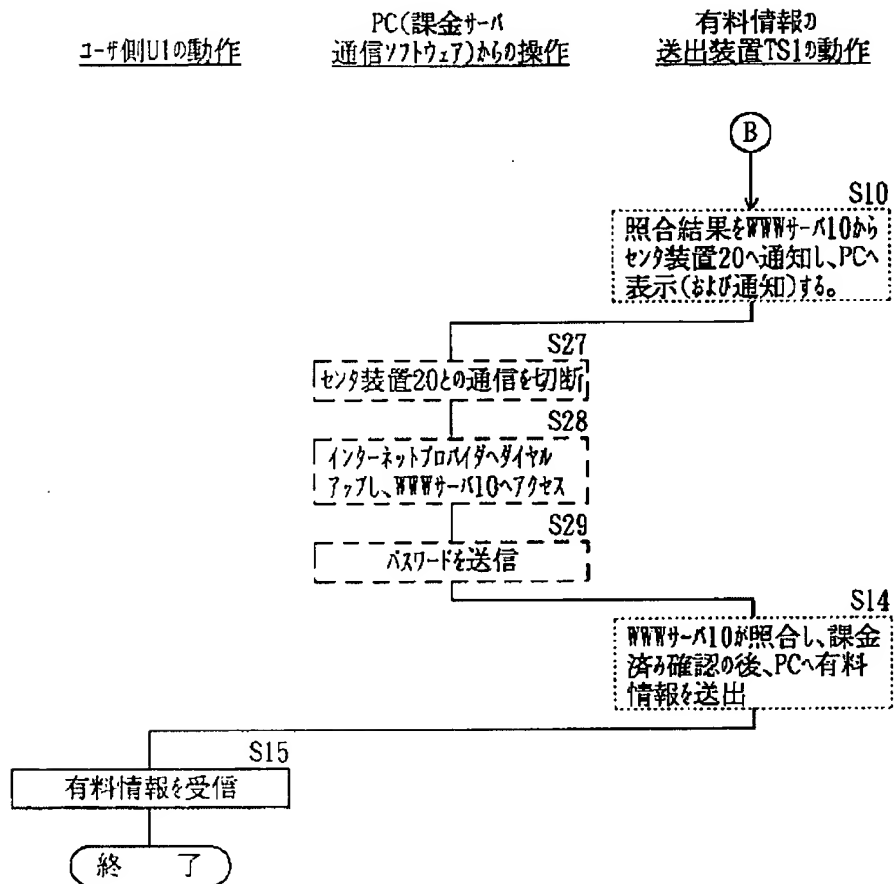 ユーザ側U1の動作
PC(課金サーバ
通信ソフトウェア)からの操作
有料情報の
送出装置TS1の動作
B
S10
照合結果をWWWサーバ10から
センタ装置20へ通知し、PCへ
表示(および通知)する。
S27
センタ装置20との通信を切断
S28
インターネットプロバイダへダイヤル
アップし、WWWサーバ10へアクセス
S29
パスワードを送信
S14
WWWサーバ10が照合し、課金
済み確認の後、PCへ有料
情報を送出
S15
有料情報を受信
終 了